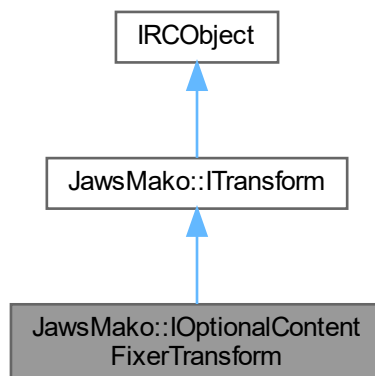 IRCObject
JawsMako::ITransform
JawsMako::IOptionalContent
FixerTransform